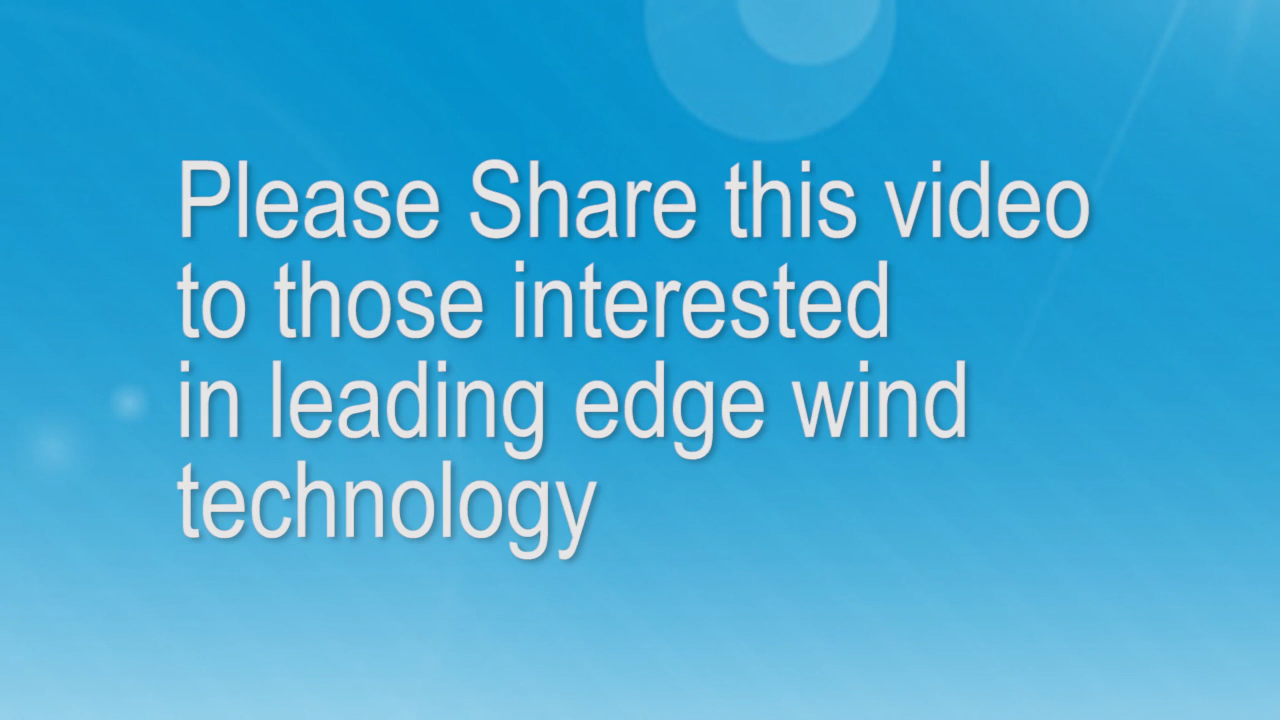 Please Share this video
to those interested
in leading edge wind
technology